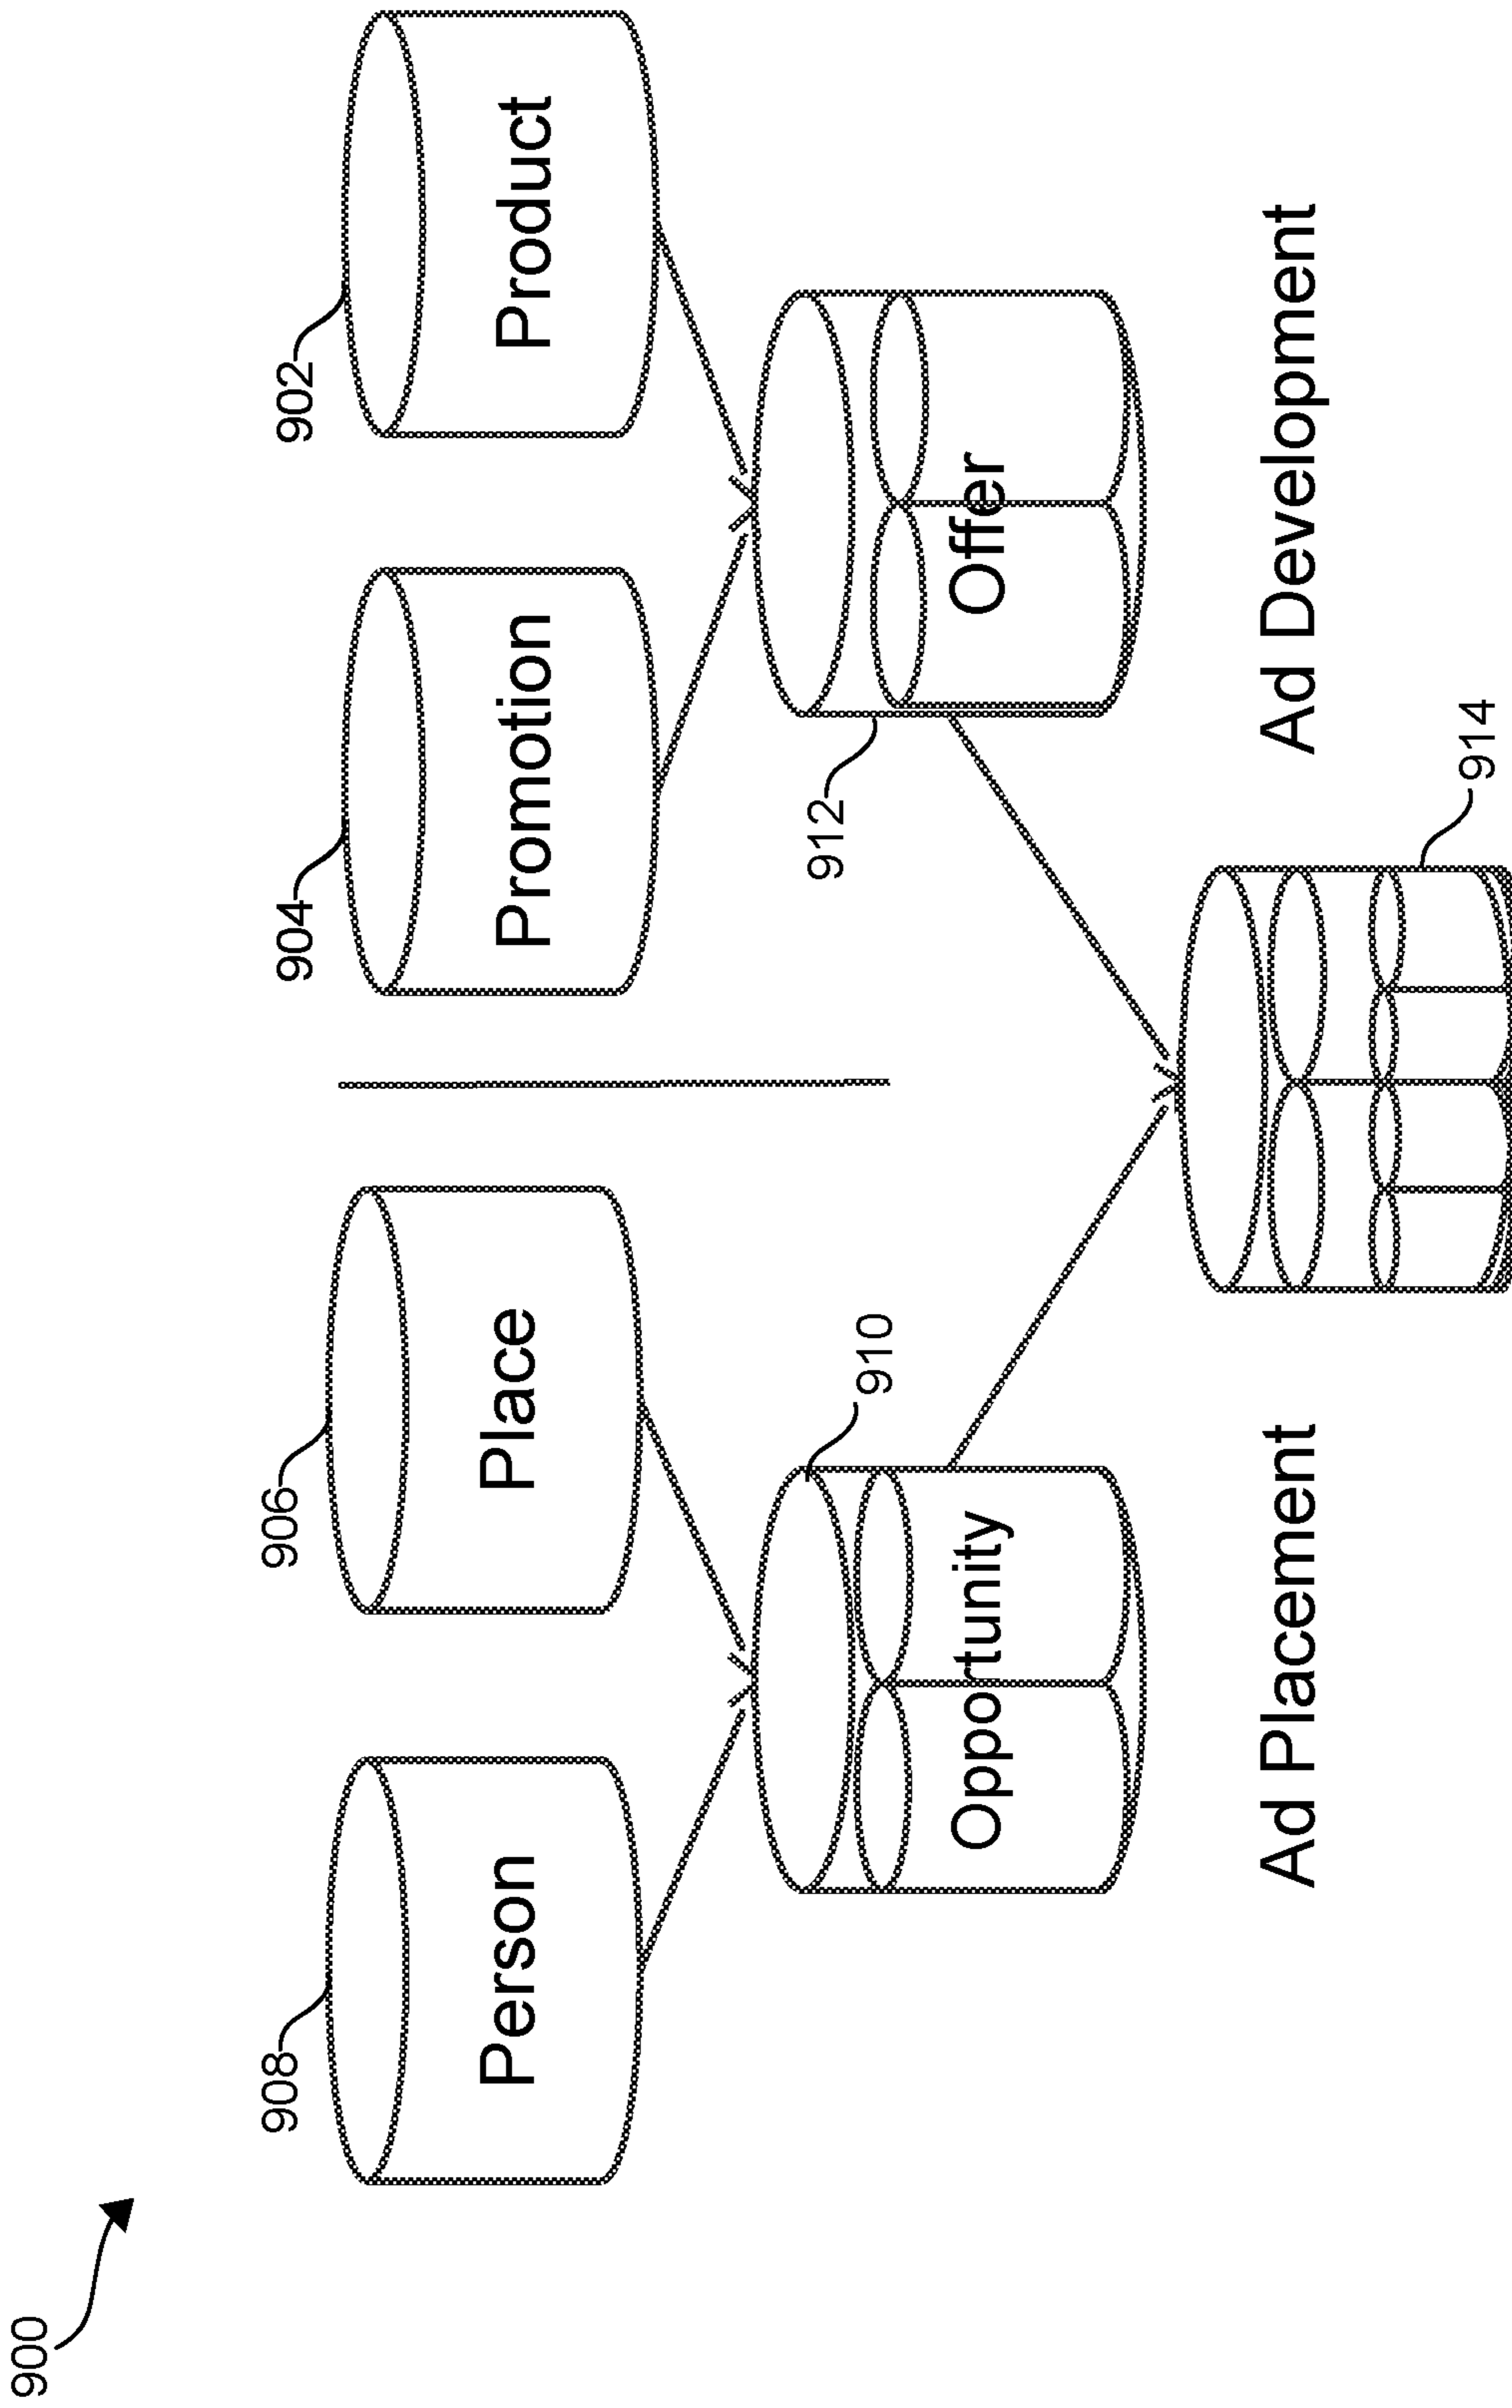 900
908
906
904
902
Person
Place
Promotion
Product
910
912
Opportunity
Offer
Ad Placement
Ad Development
914